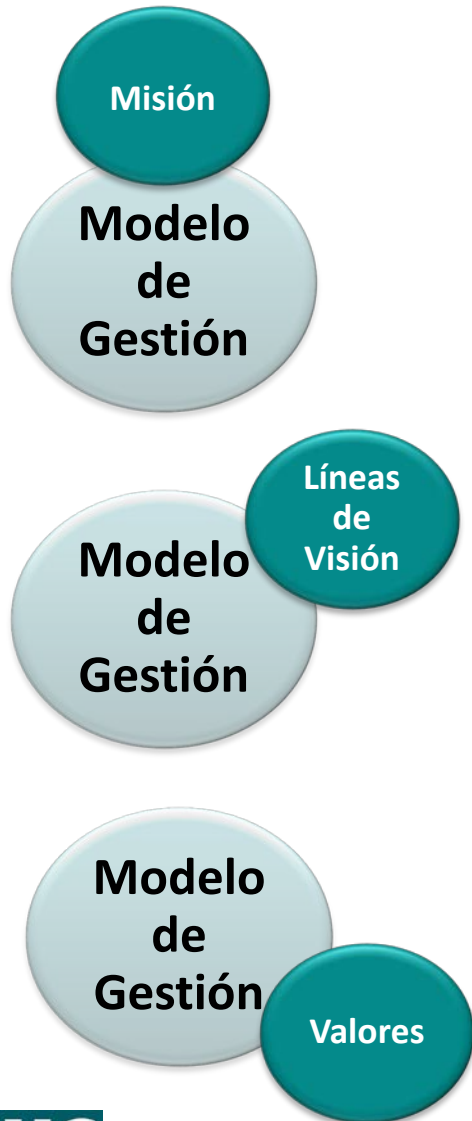 Misión
Modelo
de
Gestión
Líneas
de
Visión
Modelo
de
Gestión
Modelo
de
Gestión
Valores